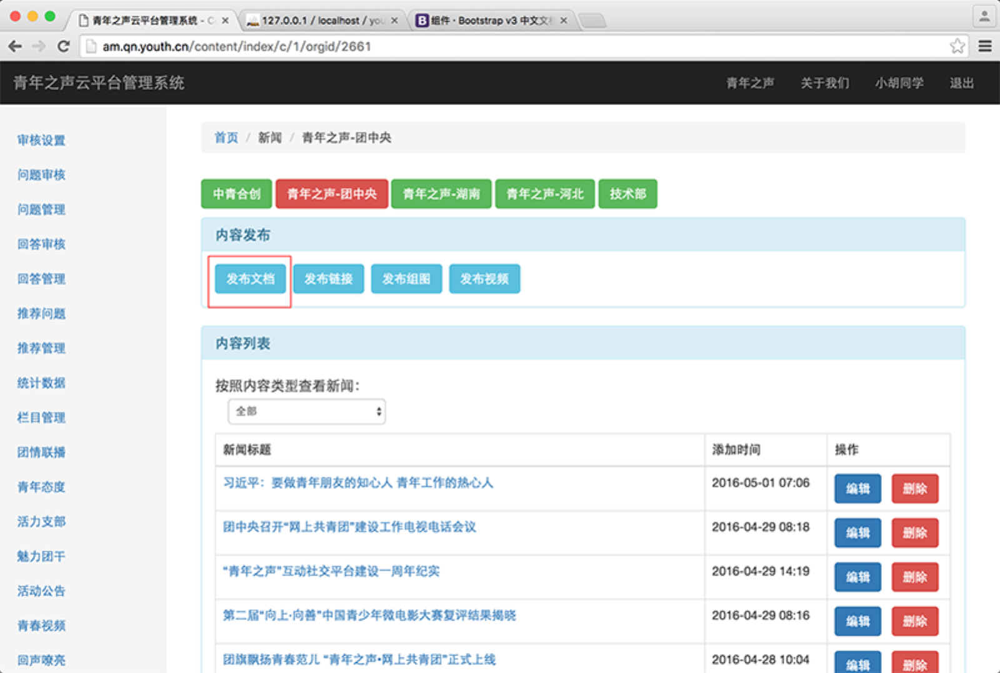 青年之声云平台管理系统 -
127.0.0.1 / localhost / you
组件 · Bootstrap v3 中文文
am.qn.youth.cn/content/index/c/1/orgid/2661
青年之声云平台管理系统
青年之声 关于我们 小胡同学 退出
审核设置
问题审核
问题管理
回答审核
回答管理
推荐问题
推荐管理
统计数据
栏目管理
团情联播
青年态度
活力支部
魅力团干
活动公告
青春视频
回声嘹亮
首页 / 新闻 / 青年之声-团中央
中青合创 青年之声-团中央 青年之声-湖南 青年之声-河北 技术部
内容发布
发布文档 发布链接 发布组图 发布视频
内容列表
按照内容类型查看新闻：
全部
新闻标题 添加时间 操作
习近平：要做青年朋友的知心人 青年工作的热心人 2016-05-01 07:06 编辑 删除
团中央召开“网上共青团”建设工作电视电话会议 2016-04-29 08:18 编辑 删除
“青年之声”互动社交平台建设一周年纪实 2016-04-29 14:19 编辑 删除
第二届“向上·向善”中国青少年微电影大赛复评结果揭晓 2016-04-29 08:16 编辑 删除
团旗飘扬青春范儿 “青年之声·网上共青团”正式上线 2016-04-28 10:04 编辑 删除